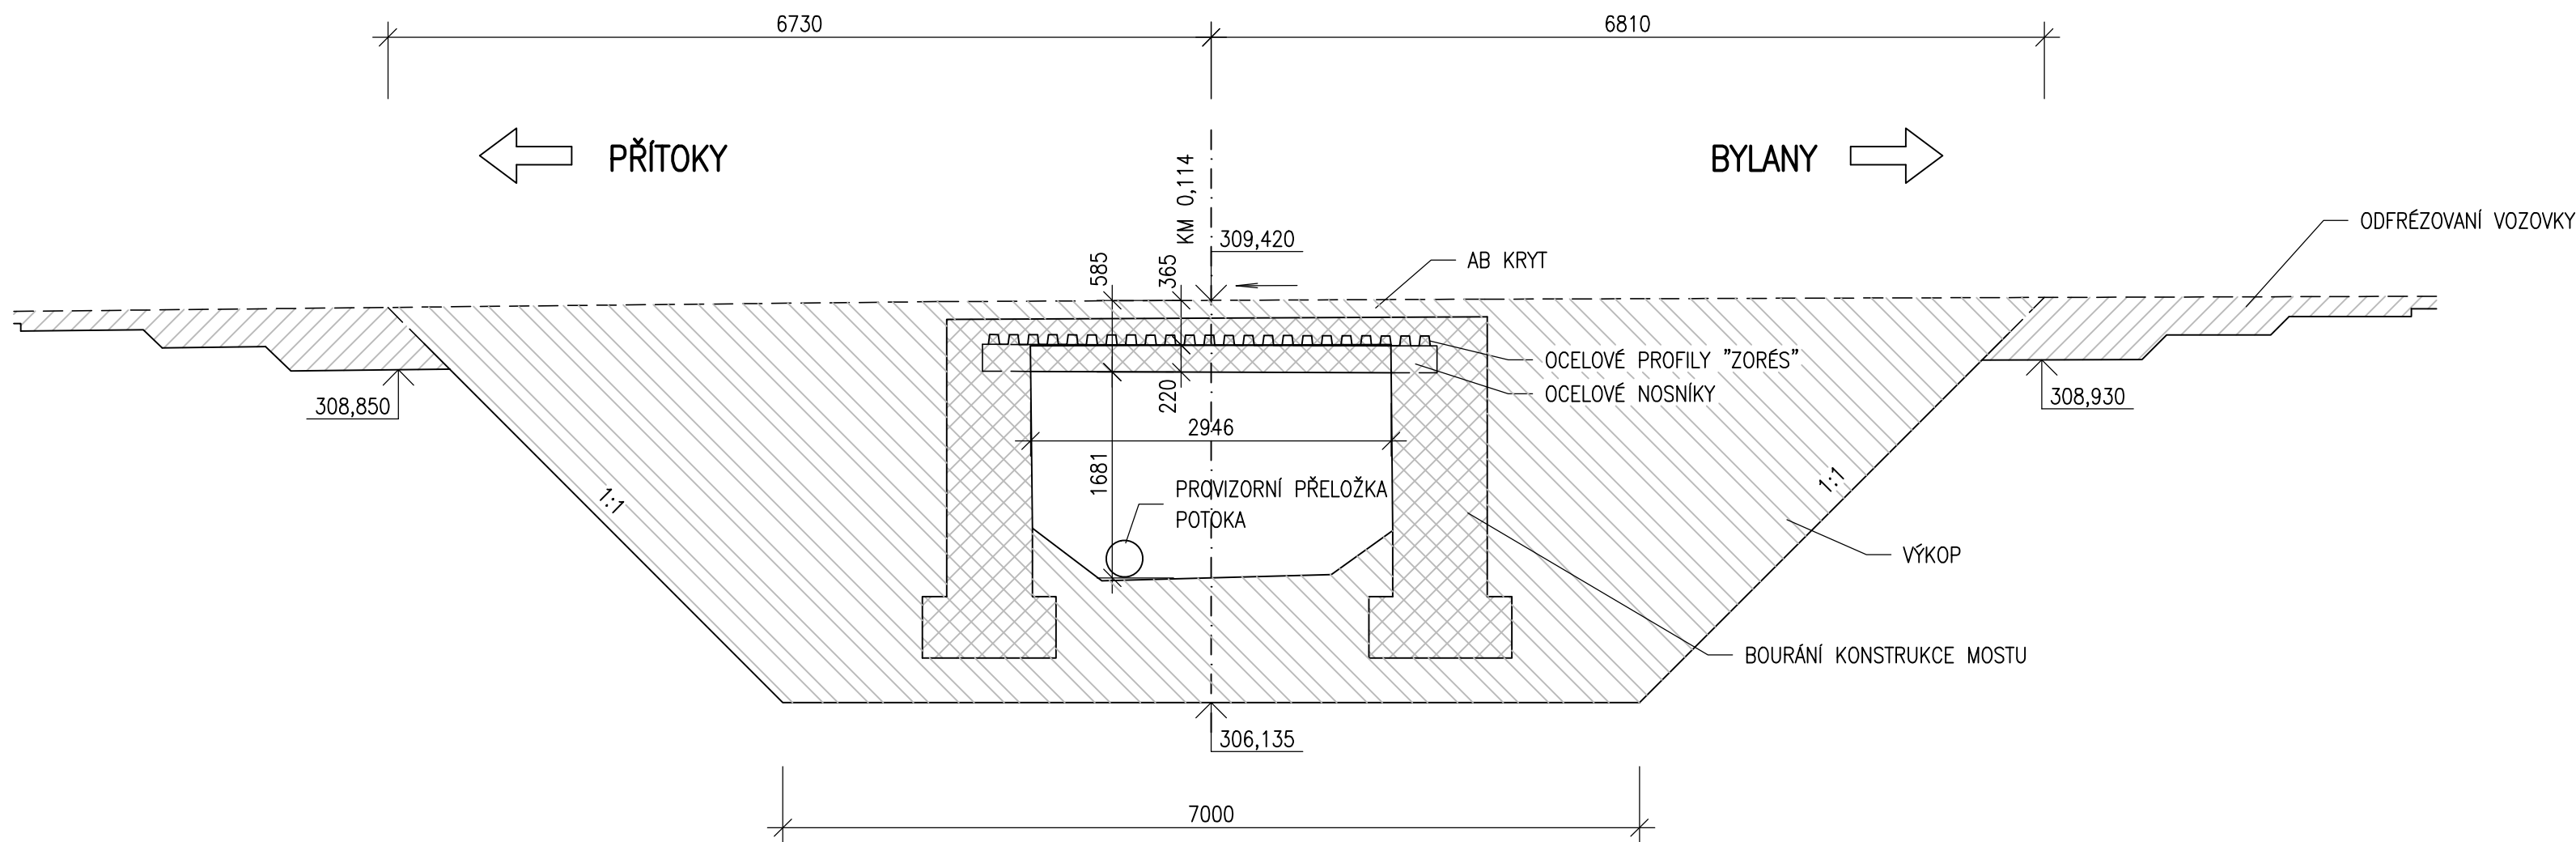 6730
6810
PŘÍTOKY
BYLANY
KM 0,114
309,420
ODFRÉZOVANÍ VOZOVKY
AB KRYT
585
365
OCELOVÉ PROFILY "ZORÉS"
OCELOVÉ NOSNÍKY
308,850
308,930
220
2946
1681
PROVIZORNÍ PŘELOŽKA
POTOKA
1:1
1:1
VÝKOP
BOURÁNÍ KONSTRUKCE MOSTU
306,135
7000